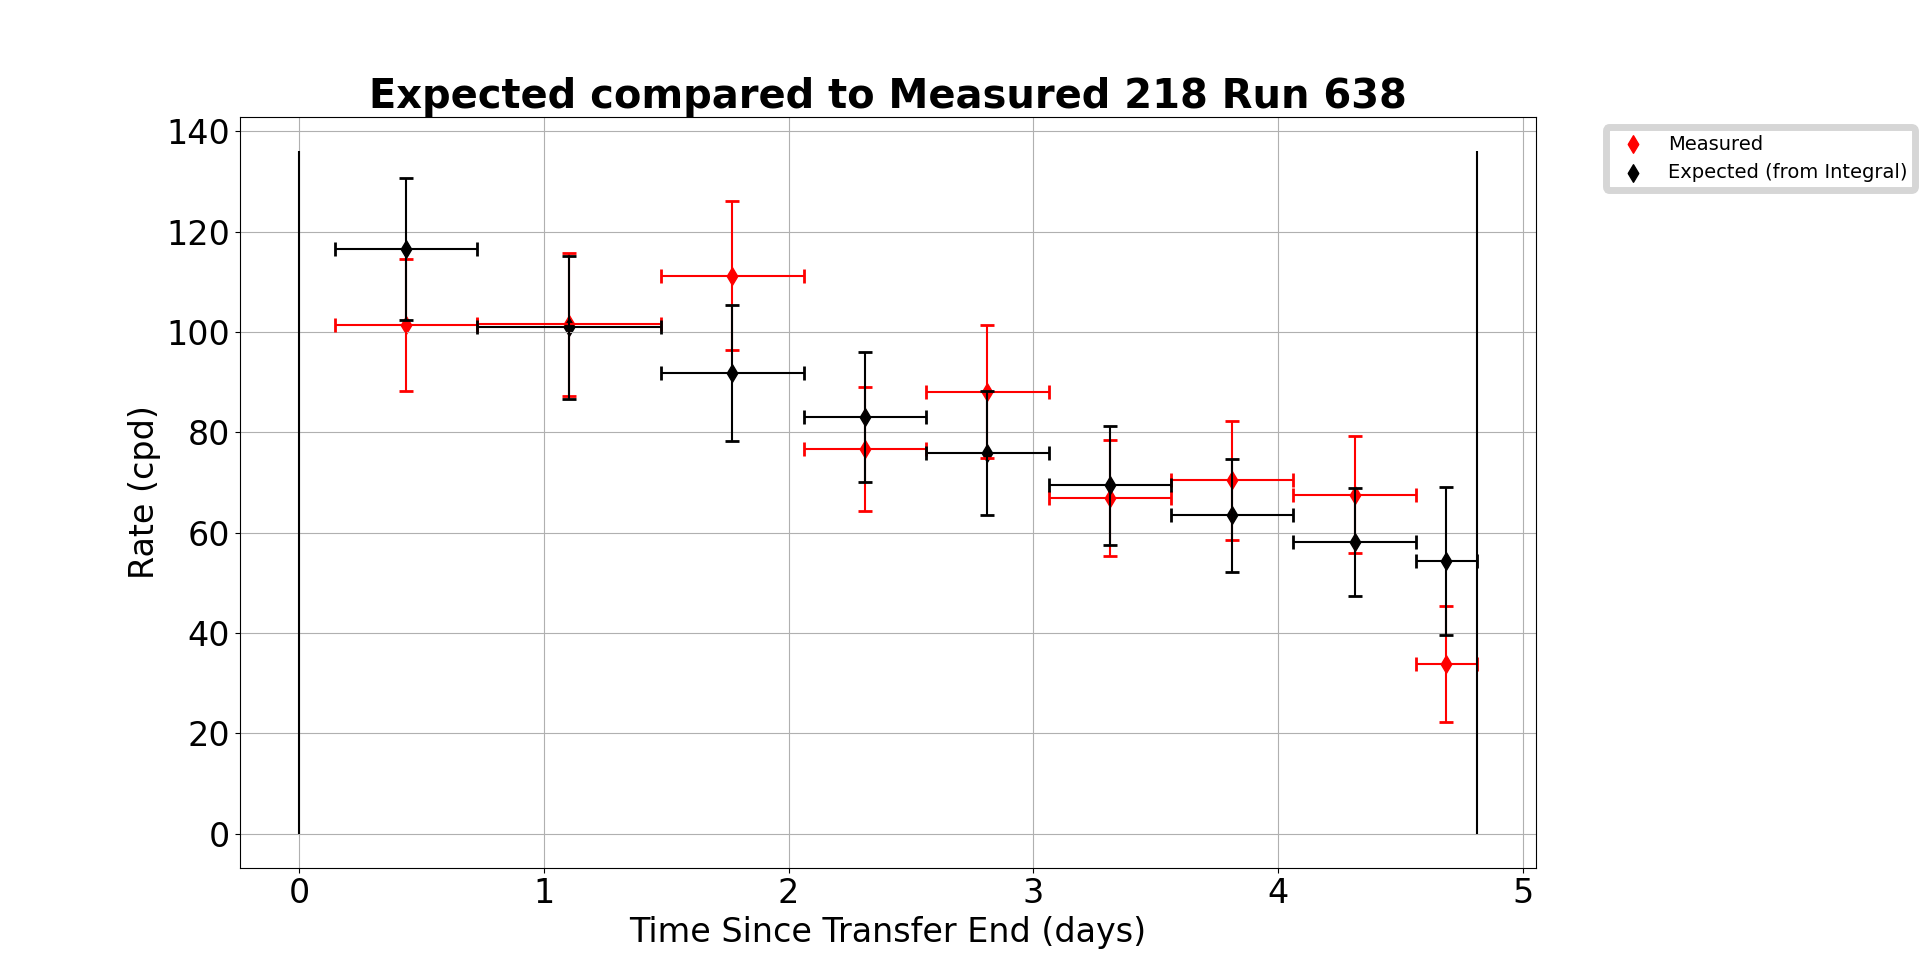 Expected compared to Measured 218 Run 638
140
120
100
80
60
40
20
0
Rate (cpd)
0 1 2 3 4 5
Time Since Transfer End (days)
Measured
Expected (from Integral)